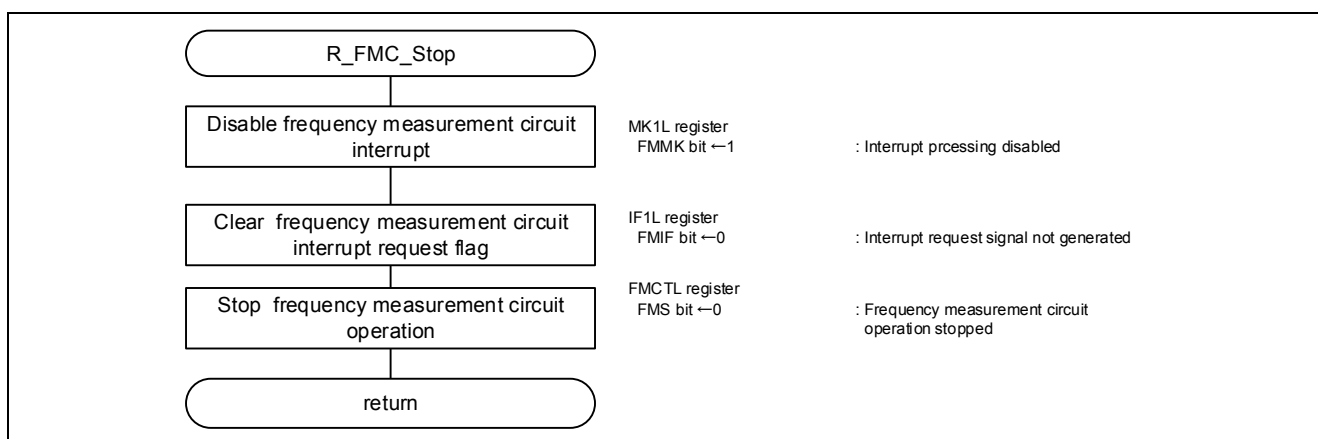 R_FMC_Stop
Disable frequency measurement circuit
interrupt
MK1L register
FMMK bit ←1 : Interrupt prcessing disabled
Clear frequency measurement circuit
interrupt request flag
IF1L register
FMIF bit ←0 : Interrupt request signal not generated
Stop frequency measurement circuit
operation
FMCTL register
FMS bit ←0 : Frequency measurement circuit
operation stopped
return